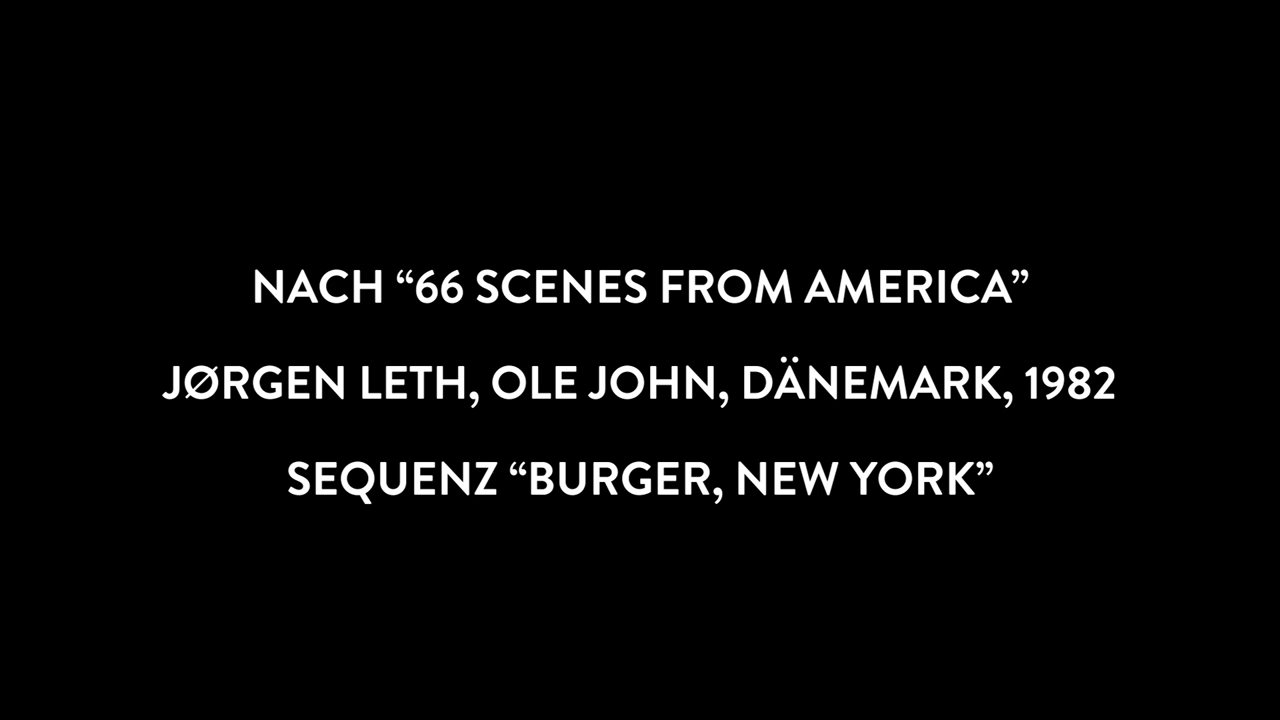 NACH “66 SCENES FROM AMERICA”
JØRGEN LETH, OLE JOHN, DÄNEMARK, 1982
SEQUENZ “BURGER, NEW YORK”